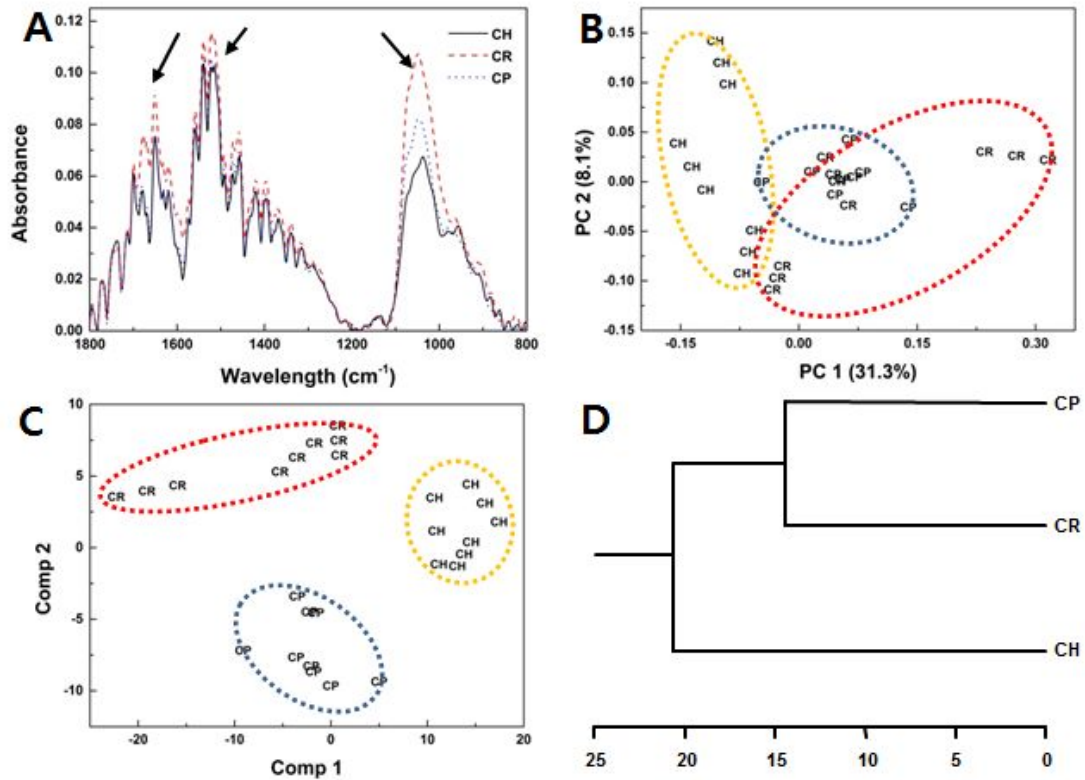 A
CH
CR
CP
0.12
0.10
0.08
0.06
0.04
0.02
0.00
Absorbance
1800 1600 1400 1200 1000 800
Wavelength (cm-1)
B
0.15
0.10
0.05
0.00
-0.05
-0.10
-0.15
PC 2 (8.1%)
CH
CH
CH
CH
CH
CH
CH
CH
CH
CR
CR
CR
CR
CR
CR
CR
CR
CR
CP
CP
CP
CP
CP
CP
-0.15 0.00 0.15 0.30
PC 1 (31.3%)
C
10
5
0
-5
-10
Comp 2
CR
CR
CR
CR
CR
CR
CR
CR
CR
CH
CH
CH
CH
CH
CH
CH
CH
CH
CP
CP
CP
CP
CP
CP
CP
CP
CP
-20 -10 0 10 20
Comp 1
D
CP
CR
CH
25 20 15 10 5 0